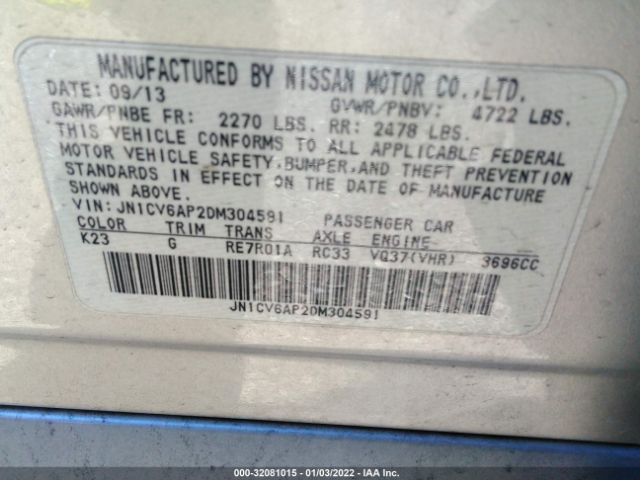 MANUFACTURED BY NISSAN MOTOR CO.,LTD.
DATE: 09/13 GVWR/PNBV: 4722 LBS.
GAWR/PNBE FR: 2270 LBS. RR: 2478 LBS.
THIS VEHICLE CONFORMS TO ALL APPLICABLE FEDERAL
MOTOR VEHICLE SAFETY,BUMPER,AND THEFT PREVENTION
STANDARDS IN EFFECT ON THE DATE OF MANUFACTURE
SHOWN ABOVE.
VIN:JN1CV6AP2DM304591 PASSENGER CAR
COLOR TRIM TRANS AXLE ENGINE
K23 G RE7R01A RC33 VQ37(VHR) 3696CC
JN1CV6AP2DM304591
000-32081015 - 01/03/2022 - IAA Inc.